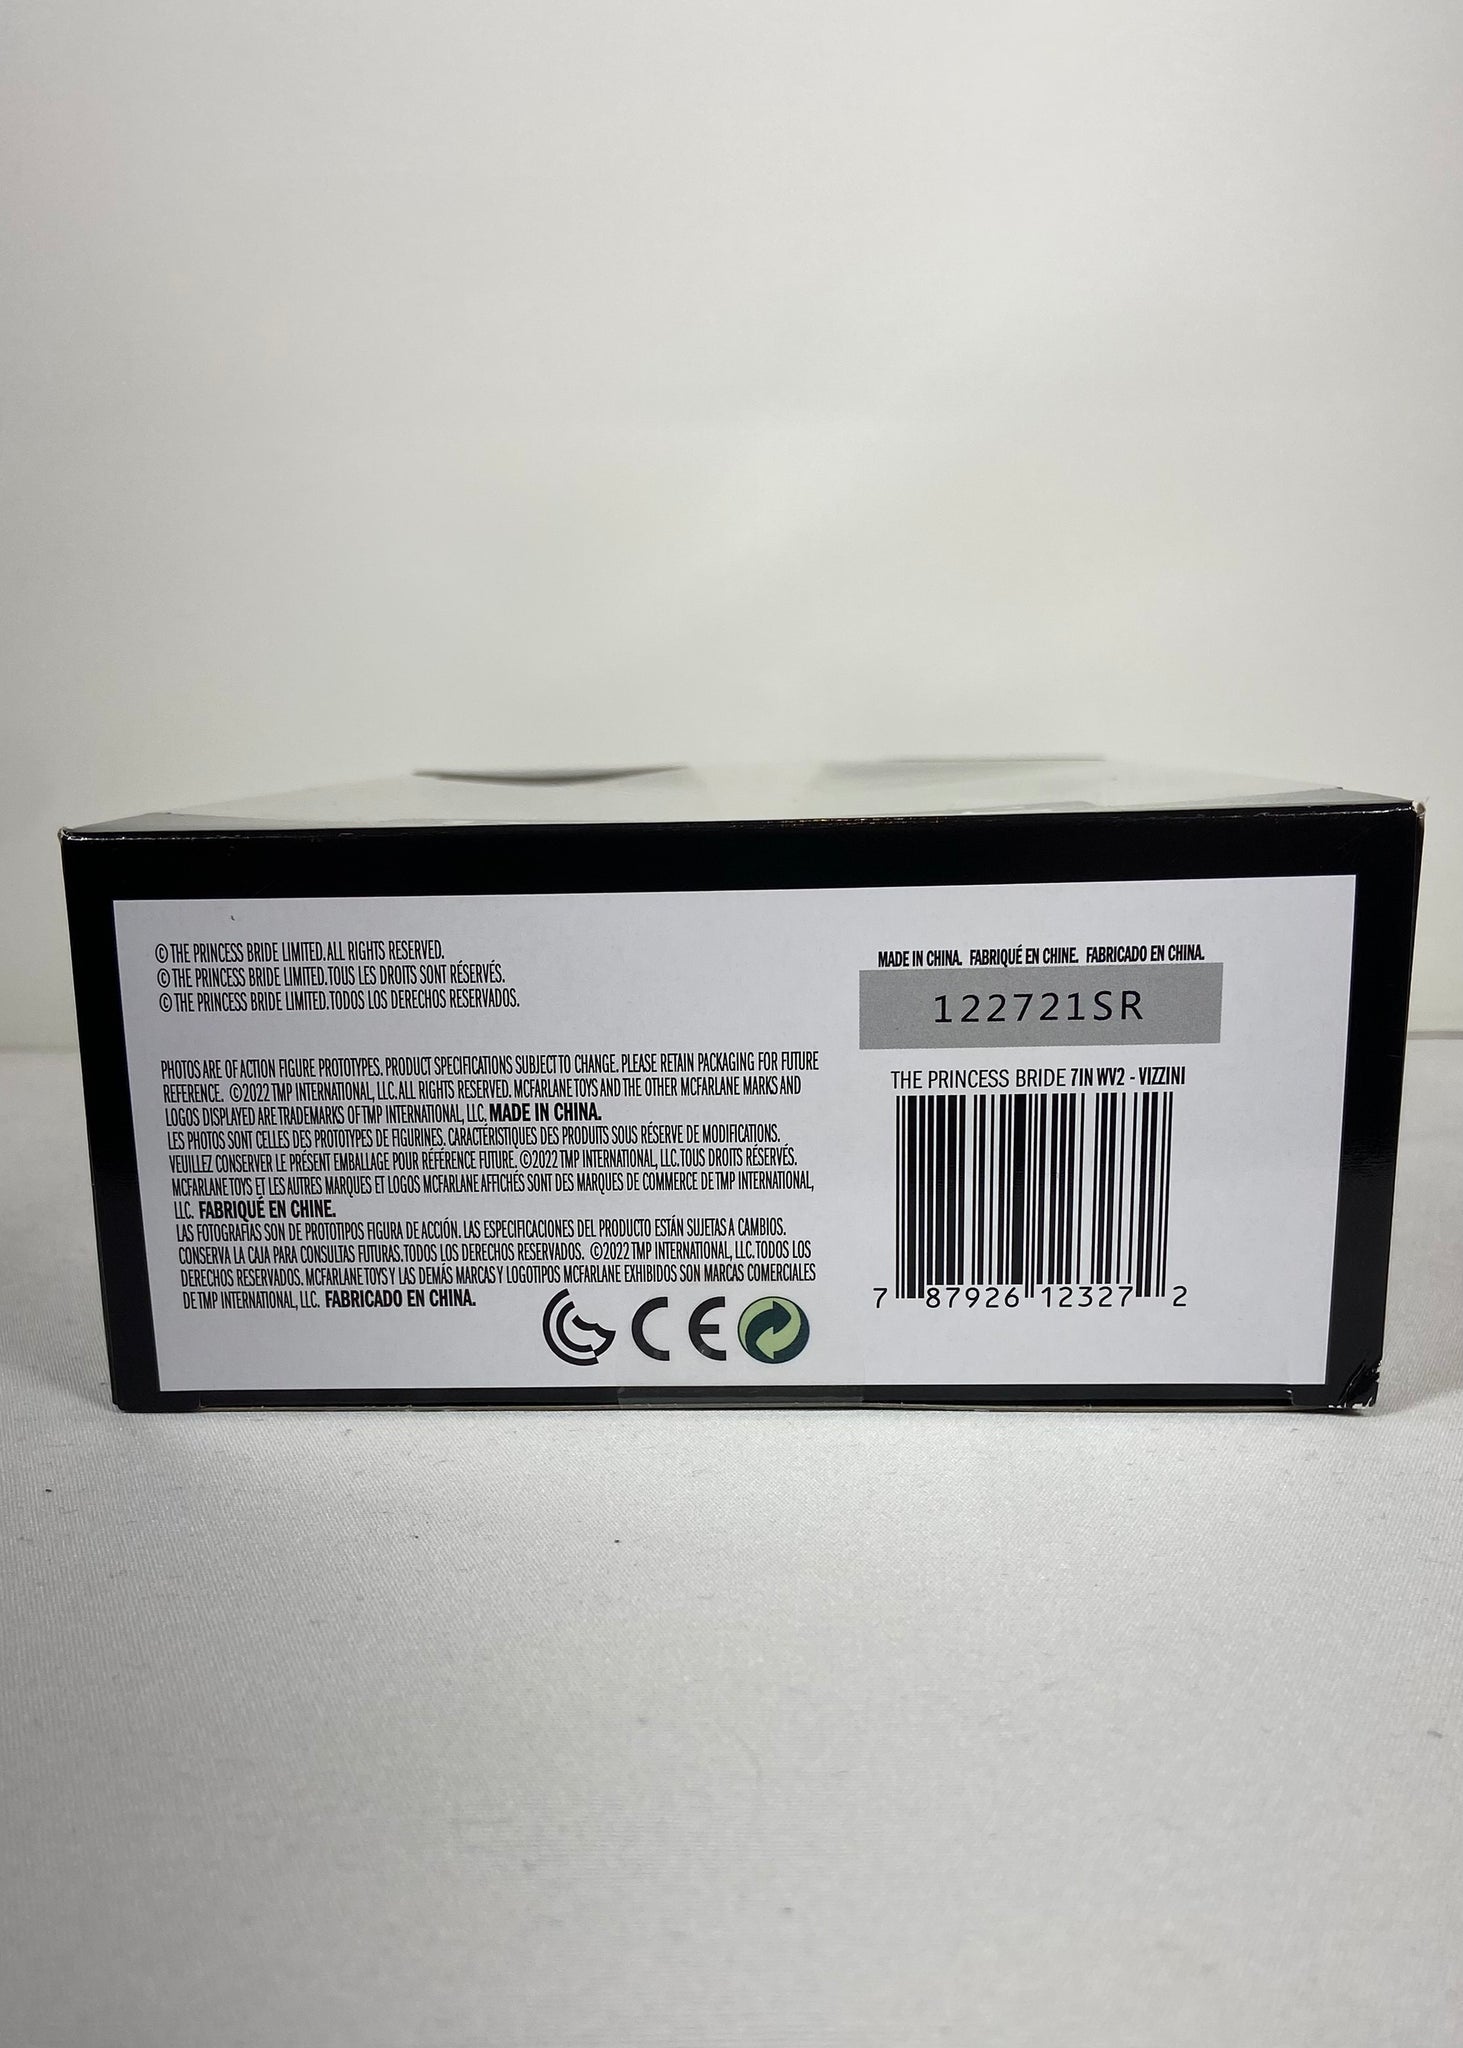 © THE PRINCESS BRIDE LIMITED. ALL RIGHTS RESERVED.
© THE PRINCESS BRIDE LIMITED. TOUS LES DROITS SONT RÉSERVÉS.
© THE PRINCESS BRIDE LIMITED. TODOS LOS DERECHOS RESERVADOS.
PHOTOS ARE OF ACTION FIGURE PROTOTYPES. PRODUCT SPECIFICATIONS SUBJECT TO CHANGE. PLEASE RETAIN PACKAGING FOR FUTURE
REFERENCE. ©2022 TMP INTERNATIONAL, LLC. ALL RIGHTS RESERVED. MCFARLANE TOYS AND THE OTHER MCFARLANE MARKS AND
LOGOS DISPLAYED ARE TRADEMARKS OF TMP INTERNATIONAL, LLC. MADE IN CHINA.
LES PHOTOS SONT CELLES DES PROTOTYPES DE FIGURINES. CARACTÉRISTIQUES DES PRODUITS SOUS RÉSERVE DE MODIFICATIONS.
VEUILLEZ CONSERVER LE PRÉSENT EMBALLAGE POUR RÉFÉRENCE FUTURE. ©2022 TMP INTERNATIONAL, LLC. TOUS DROITS RÉSERVÉS.
MCFARLANE TOYS ET LES AUTRES MARQUES ET LOGOS MCFARLANE AFFICHÉS SONT DES MARQUES DE COMMERCE DE TMP INTERNATIONAL,
LLC. FABRIQUÉ EN CHINE.
LAS FOTOGRAFIAS SON DE PROTOTIPOS FIGURA DE ACCIÓN. LAS ESPECIFICACIONES DEL PRODUCTO ESTÁN SUJETAS A CAMBIOS.
CONSERVA LA CAJA PARA CONSULTAS FUTURAS. TODOS LOS DERECHOS RESERVADOS. ©2022 TMP INTERNATIONAL, LLC. TODOS LOS
DERECHOS RESERVADOS. MCFARLANE TOYS Y LAS DEMÁS MARCAS Y LOGOTIPOS MCFARLANE EXHIBIDOS SON MARCAS COMERCIALES
DE TMP INTERNATIONAL, LLC. FABRICADO EN CHINA.
CE
MADE IN CHINA. FABRIQUÉ EN CHINE. FABRICADO EN CHINA.
122721SR
THE PRINCESS BRIDE 7IN WV2 - VIZZINI
7 87926 12327 2